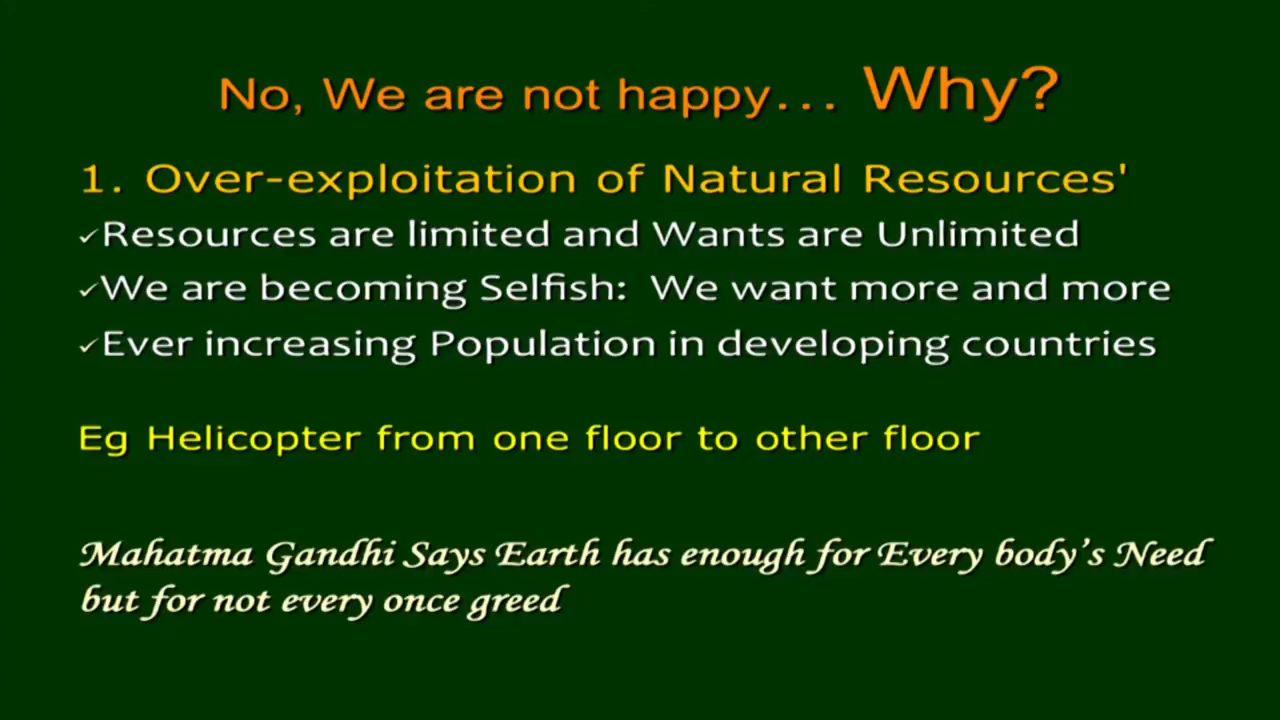 No, We are not happy... Why?
1. Over-exploitation of Natural Resources'
✓Resources are limited and Wants are Unlimited
✓We are becoming Selfish: We want more and more
✓Ever increasing Population in developing countries
Eg Helicopter from one floor to other floor
Mahatma Gandhi Says Earth has enough for Every body's Need
but for not every once greed